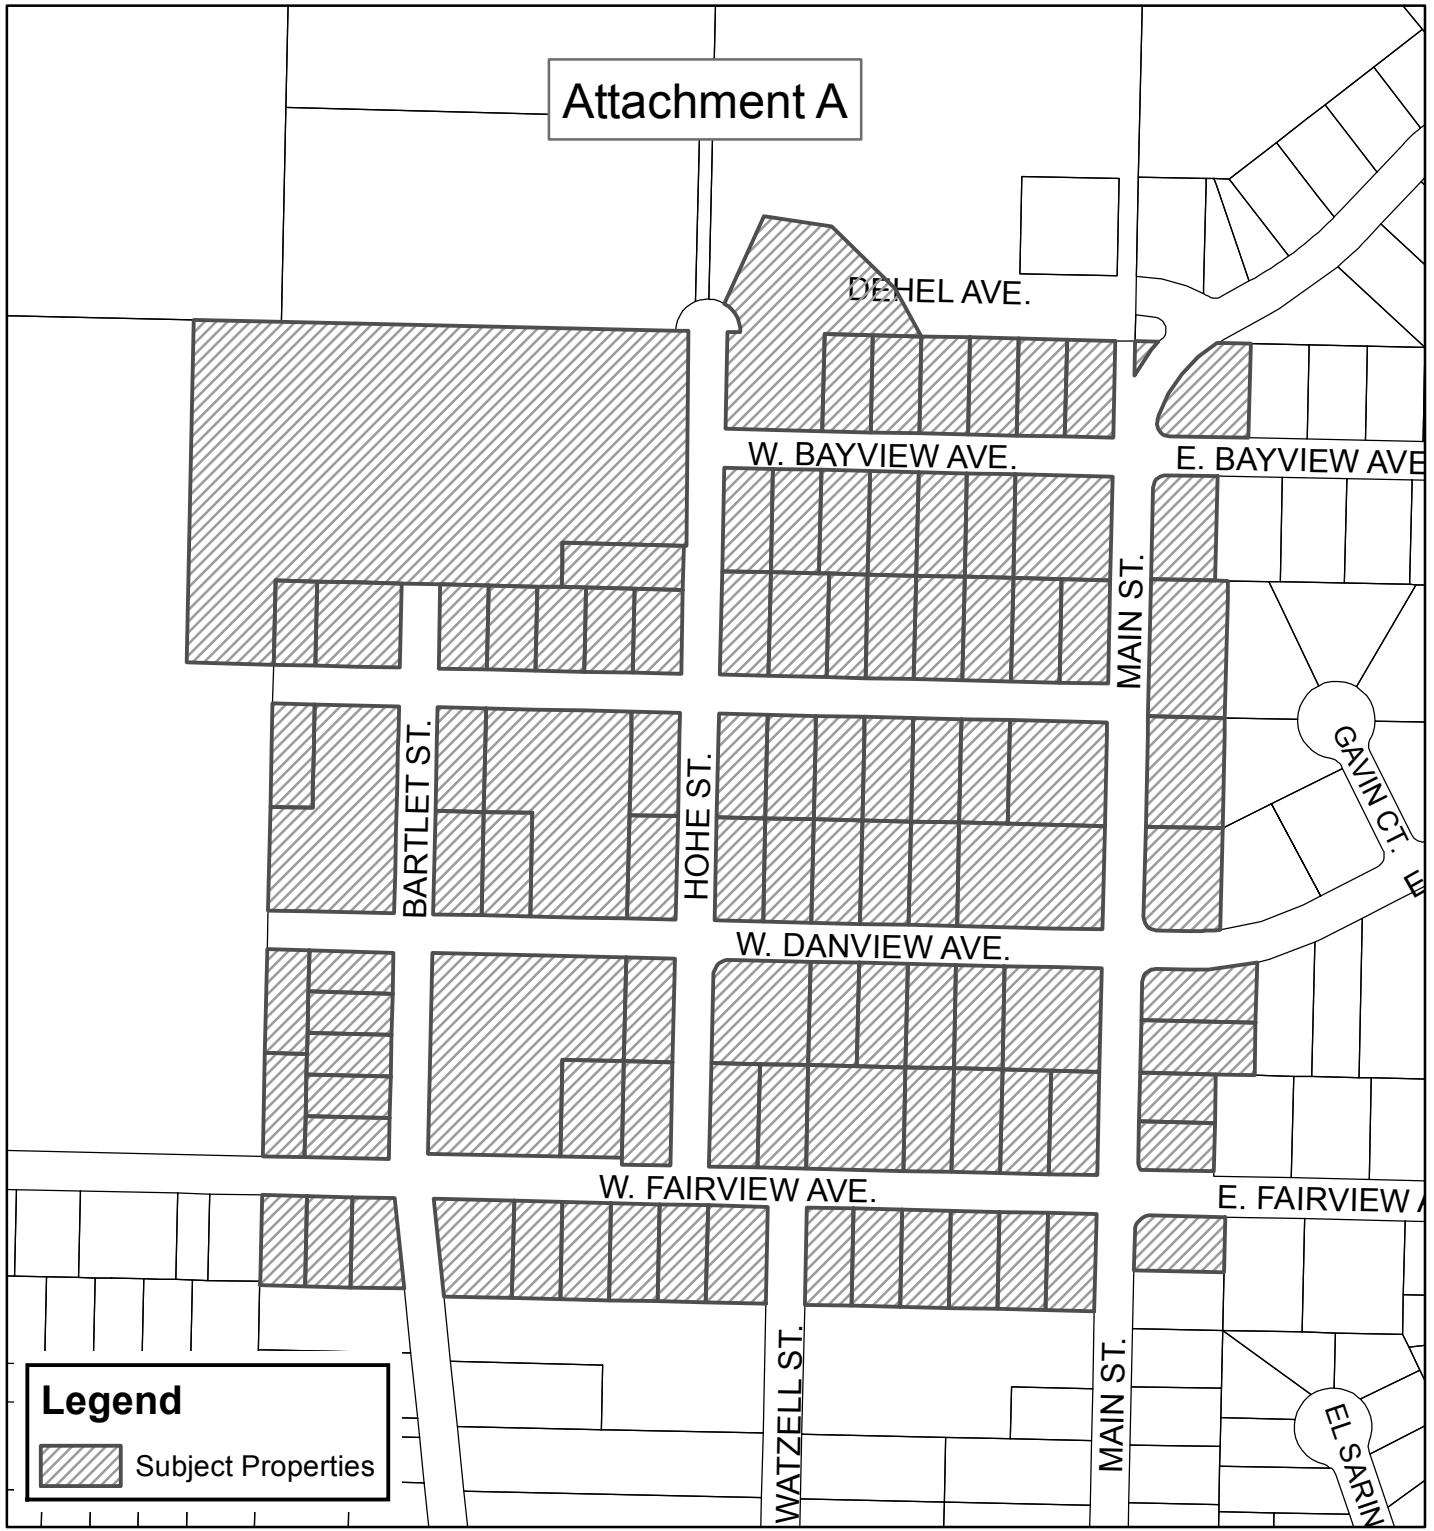 Attachment A
DEHEL AVE.
W. BAYVIEW AVE.
E. BAYVIEW AVE
MAIN ST.
GAVIN CT.
BARTLET ST.
HOHE ST.
E
W. DANVIEW AVE.
W. FAIRVIEW AVE.
E. FAIRVIEW A
WATZELL ST.
MAIN ST.
EL SARIN
Legend
Subject Properties